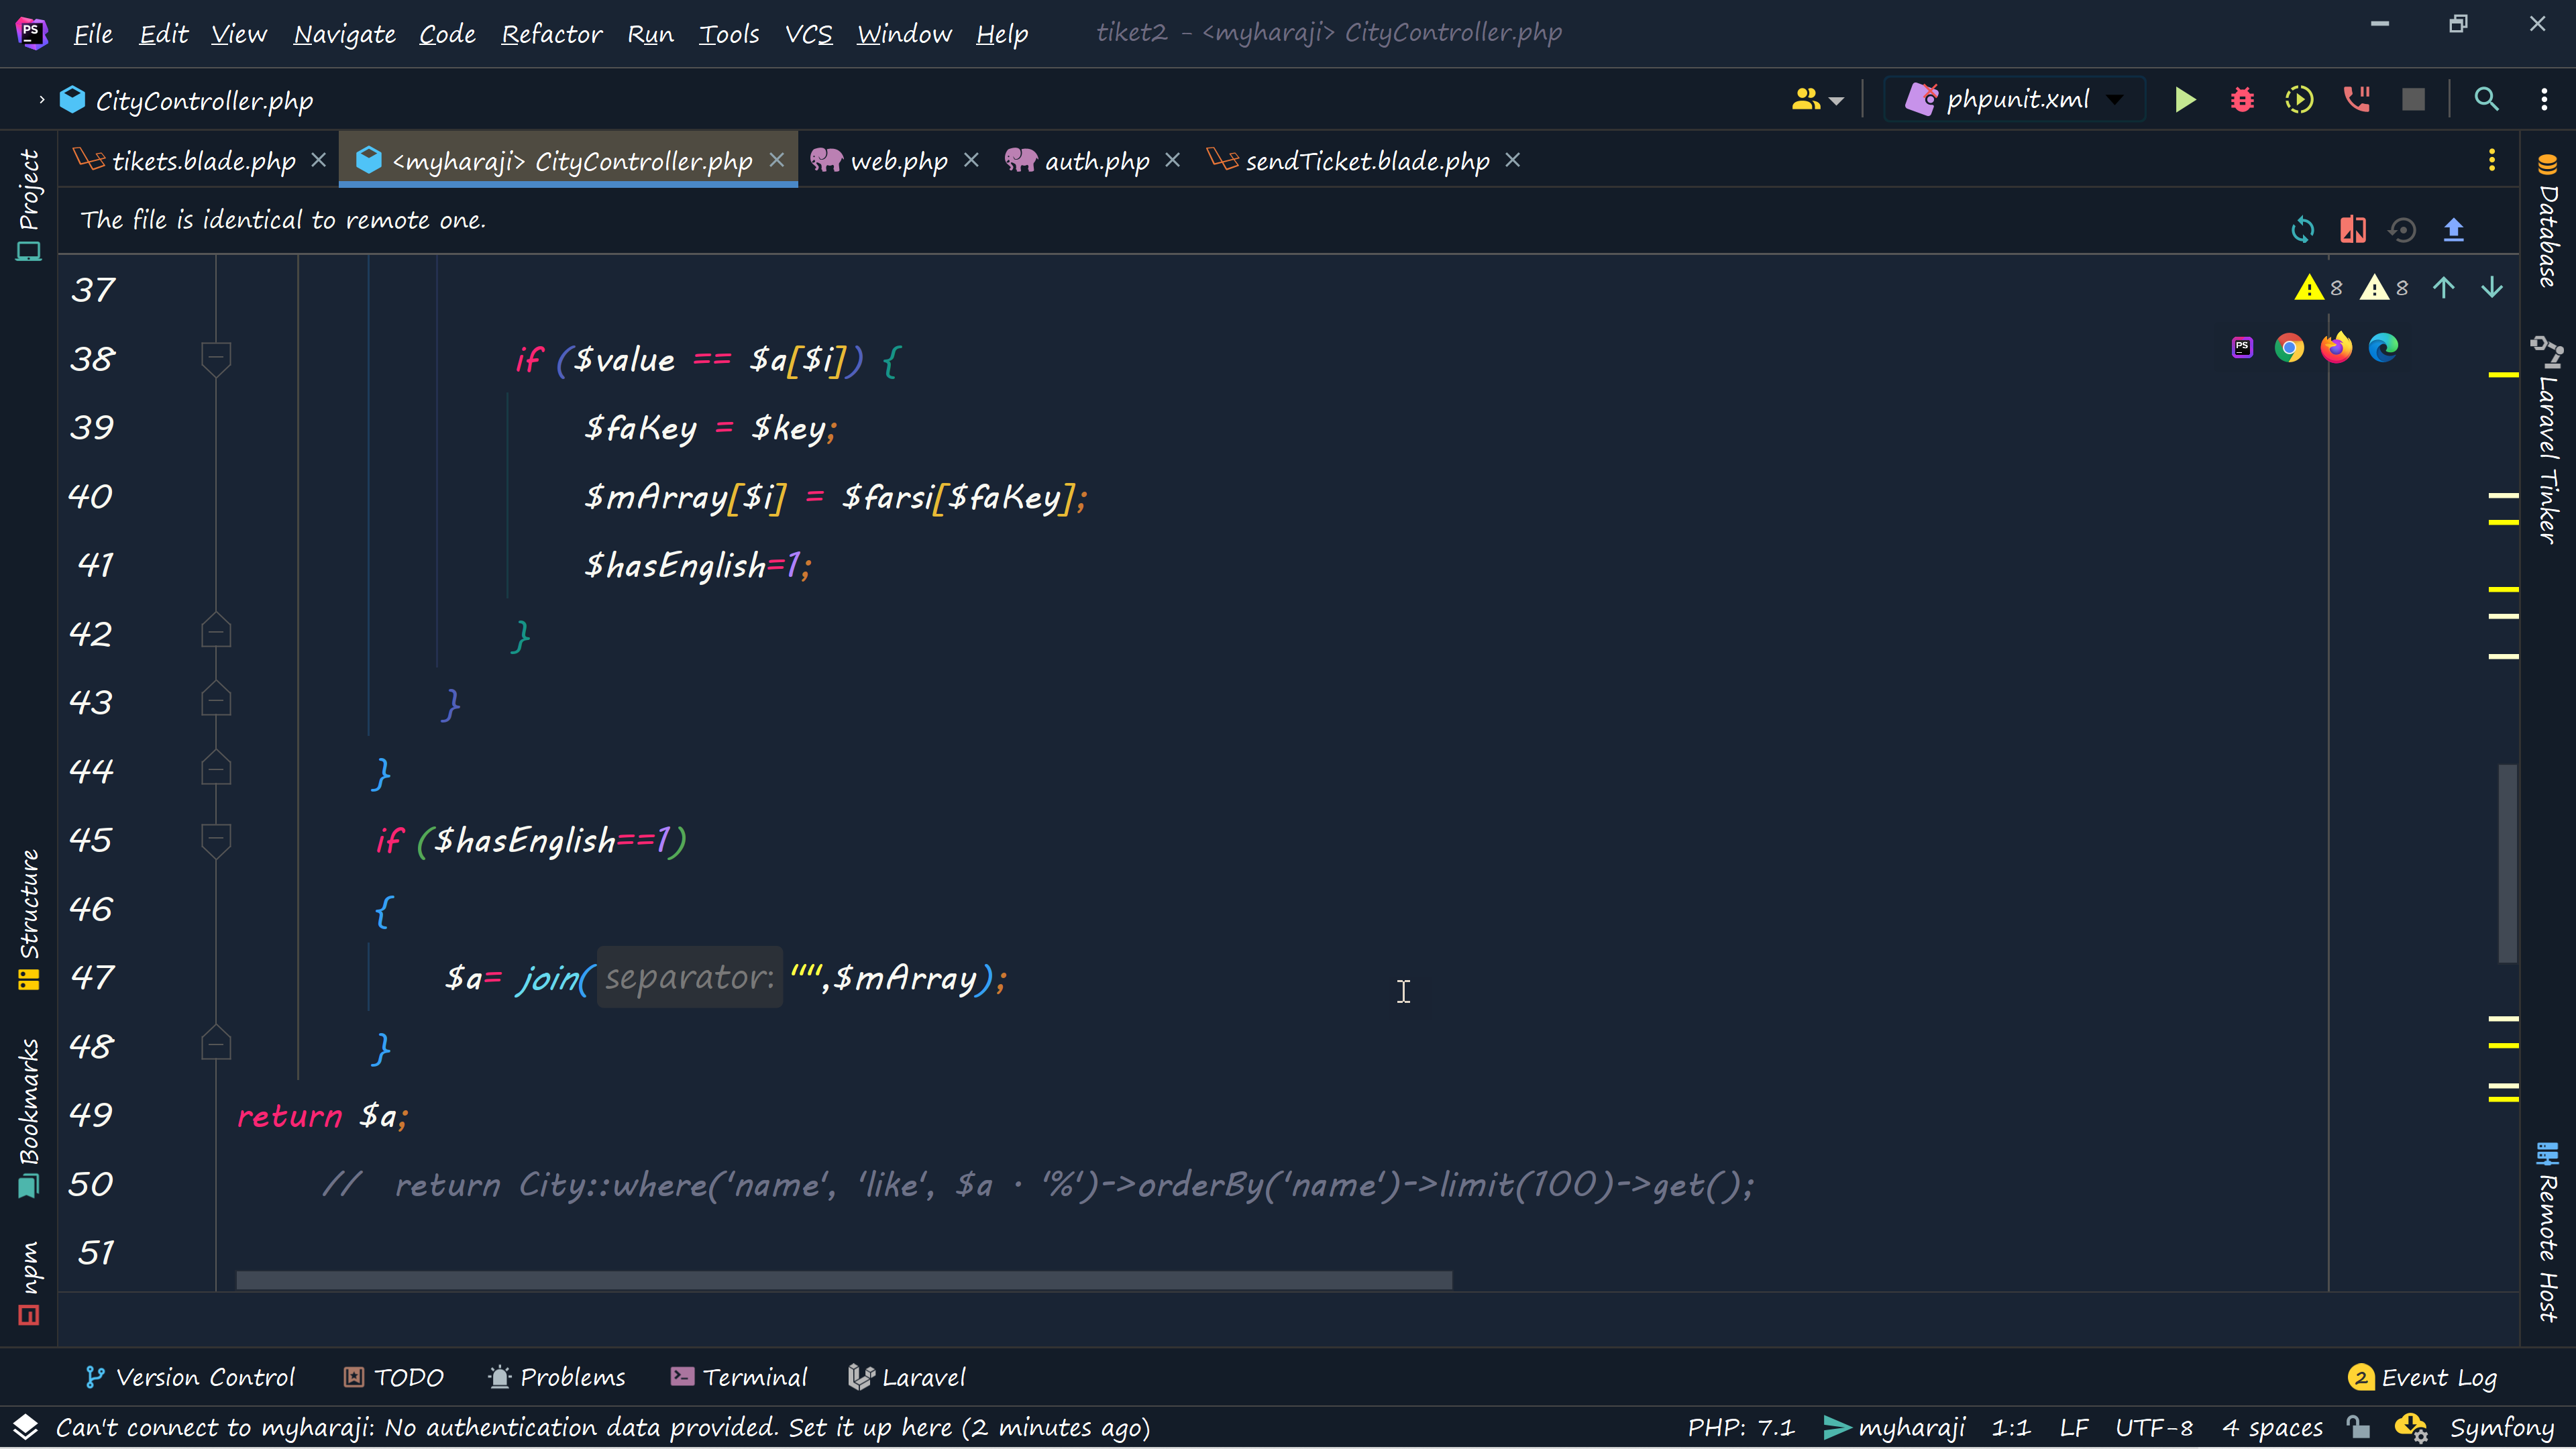 File Edit View Navigate Code Refactor Run Tools VCS Window Help tiket2 - <myharaji> CityController.php
CityController.php phpunit.xml
tikets.blade.php <myharaji> CityController.php web.php auth.php sendTicket.blade.php
The file is identical to remote one.
Project
Structure
Bookmarks
npm
8 8
37
38 if ($value == $a[$i]) {
39 $faKey = $key;
40 $mArray[$i] = $farsi[$faKey];
41 $hasEnglish=1;
42 }
43 }
44 }
45 if ($hasEnglish==1)
46 {
47 $a= join( separator: "",$mArray);
48 }
49 return $a;
50 // return City::where('name', 'like', $a . '%')->orderBy('name')->limit(100)->get();
51
Database
Laravel Tinker
Remote Host
Version Control TODO Problems Terminal Laravel 2 Event Log
Can't connect to myharaji: No authentication data provided. Set it up here (2 minutes ago) PHP: 7.1 myharaji 1:1 LF UTF-8 4 spaces Symfony